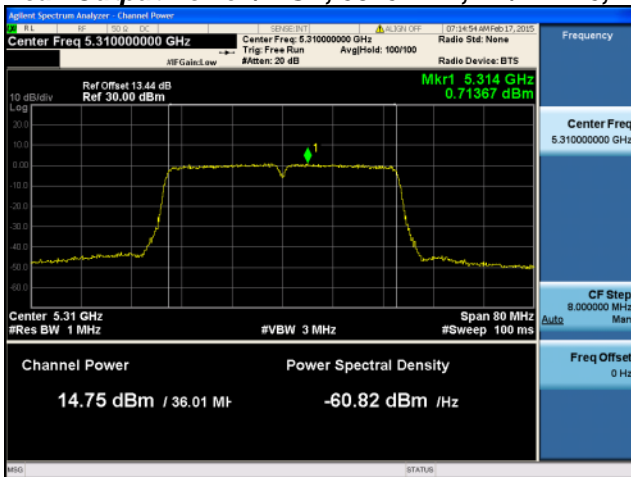 Agilent Spectrum Analyzer - Channel Power
RL RF 50 Ω DC SENSE:INT ALIGN OFF 07:14:54 AM Feb 17, 2015
Center Freq 5.310000000 GHz Center Freq: 5.310000000 GHz Radio Std: None Frequency
Trig: Free Run Avg|Hold: 100/100
#IFGain:Low #Atten: 20 dB Radio Device: BTS
Mkr1 5.314 GHz
Ref Offset 13.44 dB
10 dB/div Ref 30.00 dBm 0.71367 dBm
Log
20.0
10.0
0.00
-10.0
-20.0
-30.0
-40.0
-50.0
-60.0
1
Center Freq
5.310000000 GHz
Center 5.31 GHz Span 80 MHz
#Res BW 1 MHz #VBW 3 MHz #Sweep 100 ms
CF Step
8.000000 MHz
Auto Man
Channel Power Power Spectral Density
14.75 dBm / 36.01 MH -60.82 dBm /Hz
Freq Offset
0 Hz
MSG STATUS